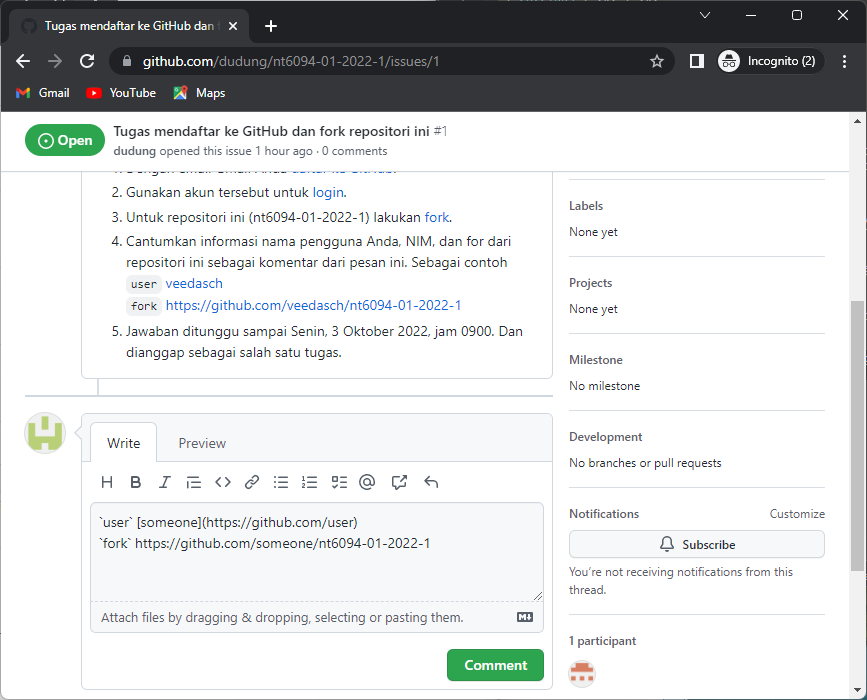 Tugas mendaftar ke GitHub dan f
github.com/dudung/nt6094-01-2022-1/issues/1
Incognito (2)
Gmail YouTube Maps
Open
Tugas mendaftar ke GitHub dan fork repositori ini #1
dudung opened this issue 1 hour ago · 0 comments
1. Dengan email Gmail Anda daftar ke GitHub.
2. Gunakan akun tersebut untuk login.
3. Untuk repositori ini (nt6094-01-2022-1) lakukan fork.
4. Cantumkan informasi nama pengguna Anda, NIM, dan for dari
repositori ini sebagai komentar dari pesan ini. Sebagai contoh
user veedasch
fork https://github.com/veedasch/nt6094-01-2022-1
5. Jawaban ditunggu sampai Senin, 3 Oktober 2022, jam 0900. Dan
dianggap sebagai salah satu tugas.
Write Preview
`user` [someone](https://github.com/user)
`fork` https://github.com/someone/nt6094-01-2022-1
Attach files by dragging & dropping, selecting or pasting them.
Comment
Labels
None yet
Projects
None yet
Milestone
No milestone
Development
No branches or pull requests
Notifications Customize
Subscribe
You're not receiving notifications from this
thread.
1 participant